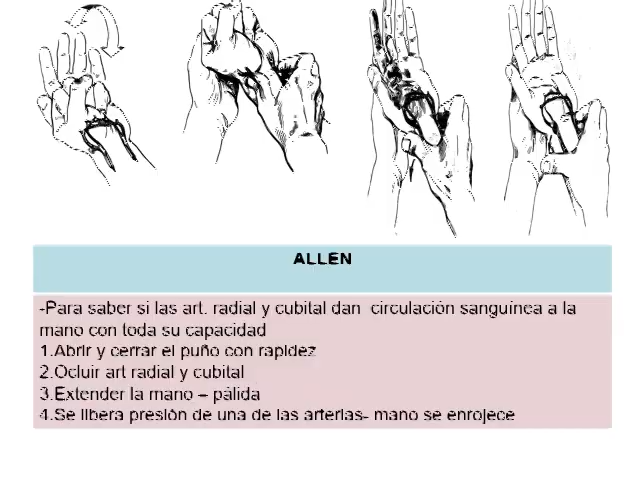 ALLEN
-Para saber si las art. radial y cubital dan circulación sanguínea a la
mano con toda su capacidad
1.Abrir y cerrar el puño con rapidez
2.Ocluir art radial y cubital
3.Extender la mano – pálida
4.Se libera presión de una de las arterias- mano se enrojece